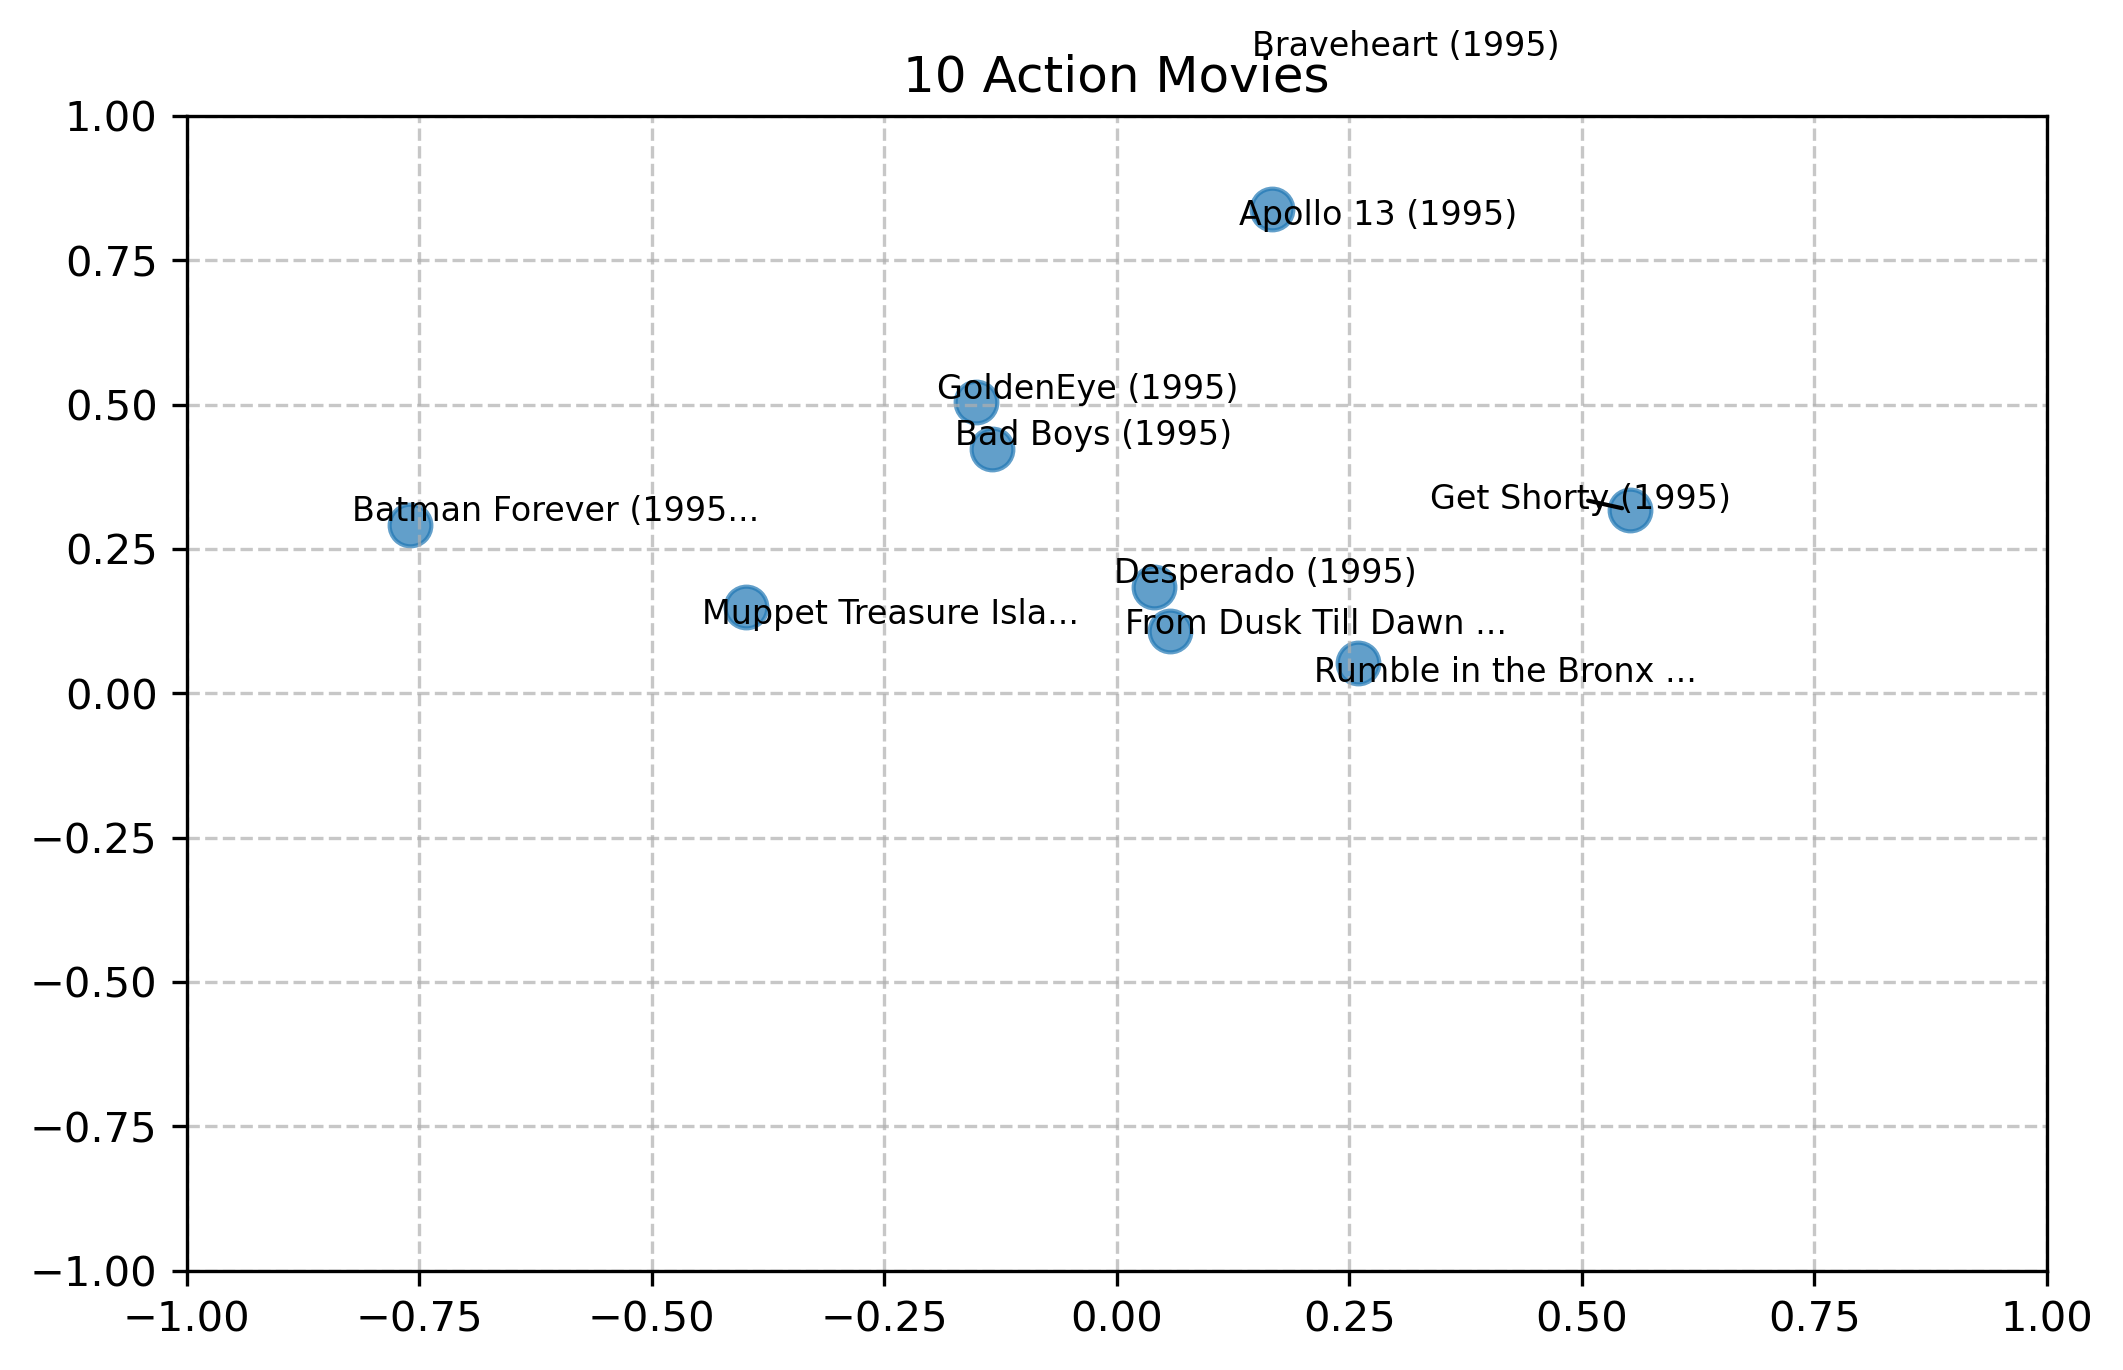 Braveheart (1995)
10 Action Movies
1.00
Apollo 13 (1995)
0.75
GoldenEye (1995)
0.50
Bad Boys (1995)
Get Shorty (1995)
Batman Forever (1995...
0.25
Desperado (1995)
Muppet Treasure Isla...
From Dusk Till Dawn ...
Rumble in the Bronx ...
0.00
−0.25
−0.50
−0.75
−1.00
−1.00 −0.75 −0.50 −0.25 0.00 0.25 0.50 0.75 1.00